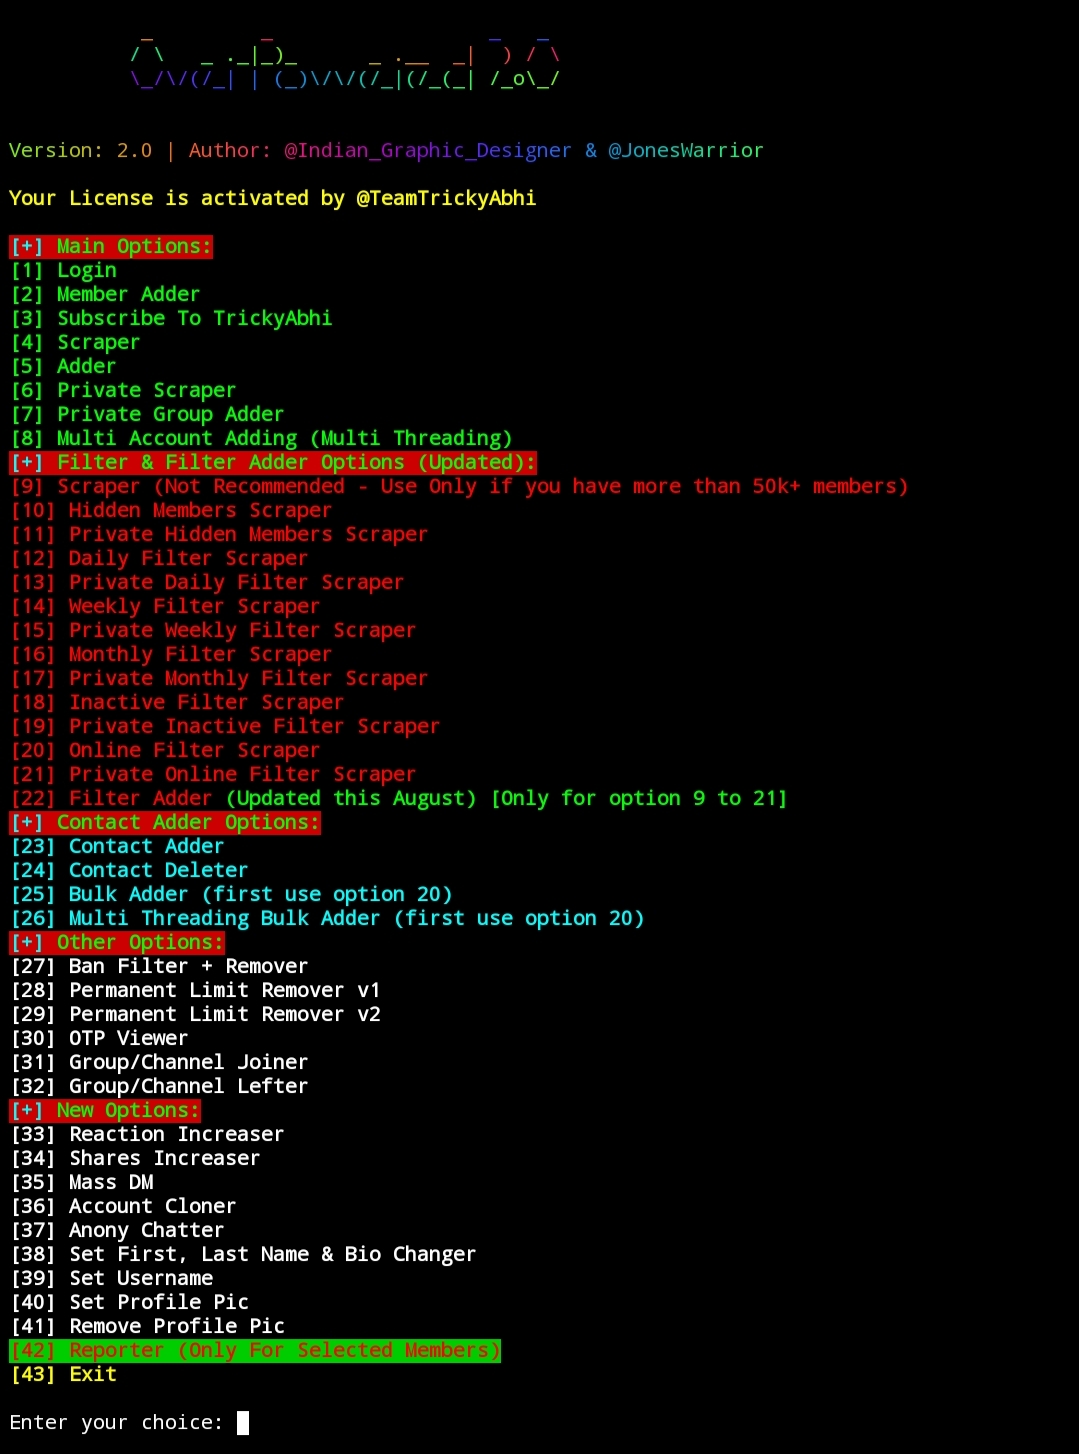 Version: 2.0 | Author: @Indian_Graphic_Designer & @JonesWarrior
Your License is activated by @TeamTrickyAbhi
[+] Main Options:
[1] Login
[2] Member Adder
[3] Subscribe To TrickyAbhi
[4] Scraper
[5] Adder
[6] Private Scraper
[7] Private Group Adder
[8] Multi Account Adding (Multi Threading)
[+] Filter & Filter Adder Options (Updated):
[9] Scraper (Not Recommended - Use Only if you have more than 50k+ members)
[10] Hidden Members Scraper
[11] Private Hidden Members Scraper
[12] Daily Filter Scraper
[13] Private Daily Filter Scraper
[14] Weekly Filter Scraper
[15] Private Weekly Filter Scraper
[16] Monthly Filter Scraper
[17] Private Monthly Filter Scraper
[18] Inactive Filter Scraper
[19] Private Inactive Filter Scraper
[20] Online Filter Scraper
[21] Private Online Filter Scraper
[22] Filter Adder (Updated this August) [Only for option 9 to 21]
[+] Contact Adder Options:
[23] Contact Adder
[24] Contact Deleter
[25] Bulk Adder (first use option 20)
[26] Multi Threading Bulk Adder (first use option 20)
[+] Other Options:
[27] Ban Filter + Remover
[28] Permanent Limit Remover v1
[29] Permanent Limit Remover v2
[30] OTP Viewer
[31] Group/Channel Joiner
[32] Group/Channel Lefter
[+] New Options:
[33] Reaction Increaser
[34] Shares Increaser
[35] Mass DM
[36] Account Cloner
[37] Anony Chatter
[38] Set First, Last Name & Bio Changer
[39] Set Username
[40] Set Profile Pic
[41] Remove Profile Pic
[42] Reporter (Only For Selected Members)
[43] Exit
Enter your choice: